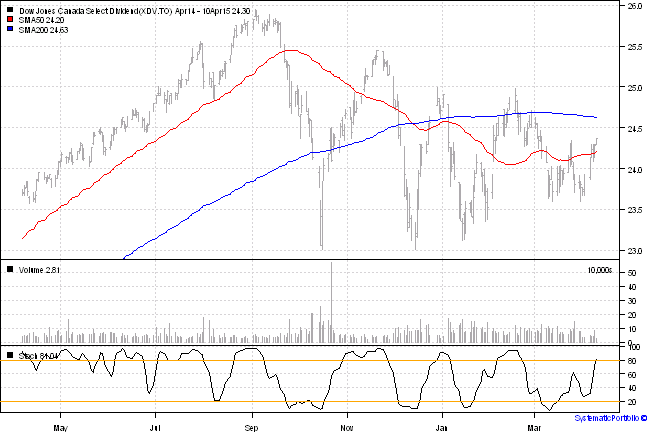 Dow Jones Canada Select Dividend(XDV.TO) Apr14 - 10Apr15 24.38
SMA50 24.20
SMA200 24.63
26.0
25.5
25.0
24.5
24.0
23.5
23.0
Volume 2.81
10,000s
50
40
30
20
10
0
Stoch 81.04
100
80
60
40
20
May
Jul
Sep
Nov
Jan
Mar
SystematicPortfolio ©